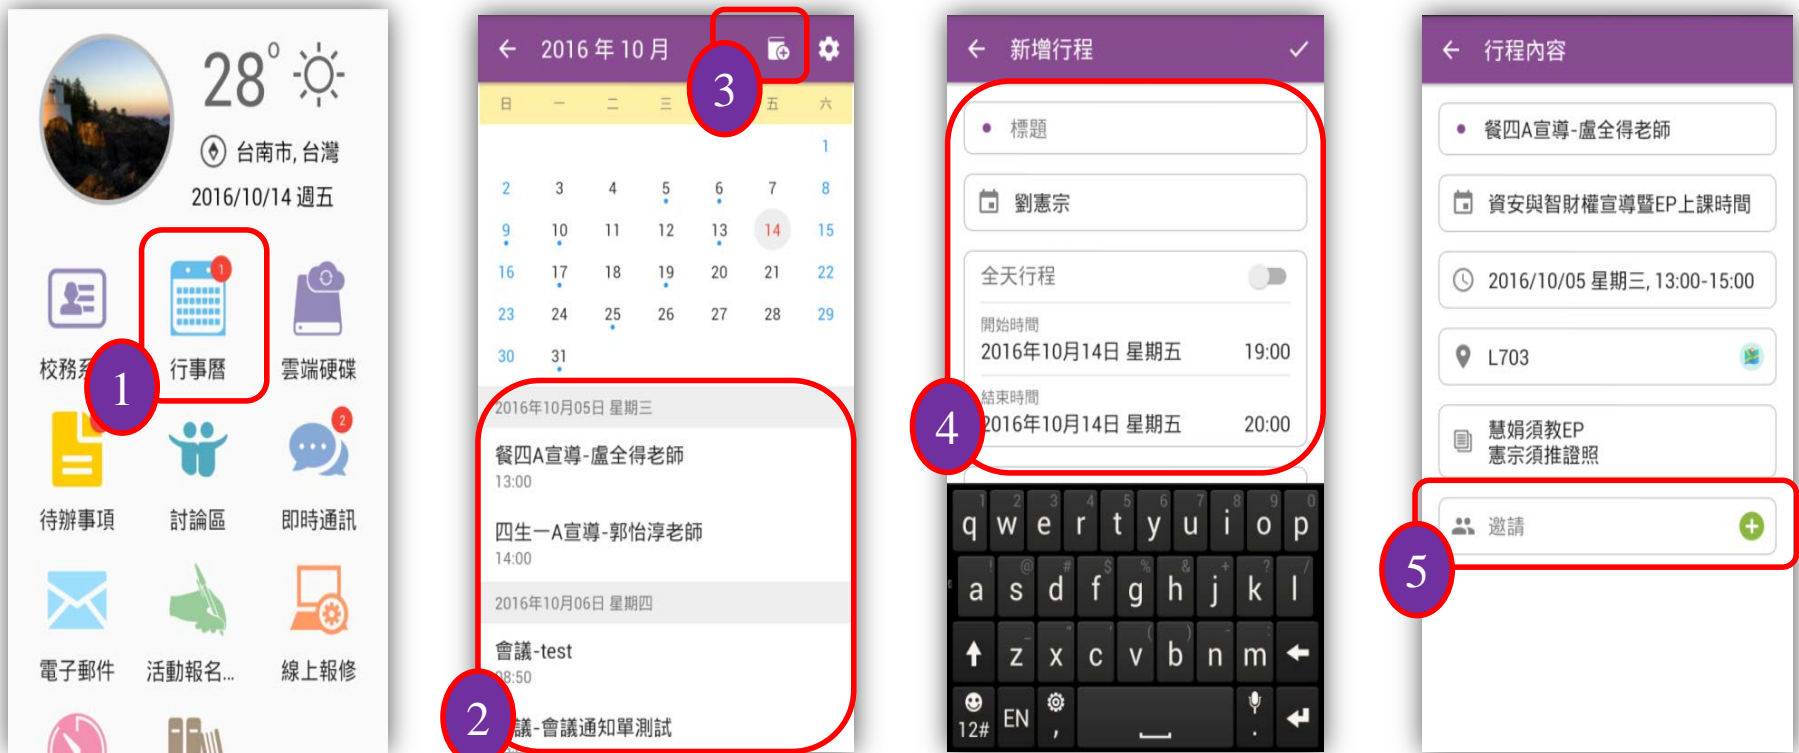 28°
台南市, 台灣
2016/10/14 週五
1
校務系
行事曆
雲端硬碟
1
待辦事項
討論區
即時通訊
2
電子郵件
活動報名...
線上報修
2016 年 10 月
3
日 一 二 三 五 六
1
2 3 4 5 6 7 8
9 10 11 12 13 14 15
16 17 18 19 20 21 22
23 24 25 26 27 28 29
30 31
2016年10月05日 星期三
餐四A宣導-盧全得老師
13:00
四生一A宣導-郭怡淳老師
14:00
2016年10月06日 星期四
會議-test
08:50
議-會議通知單測試
2
新增行程
標題
劉憲宗
全天行程
開始時間
2016年10月14日 星期五 19:00
結束時間
2016年10月14日 星期五 20:00
4
1 2 3 4 5 6 7 8 9 0
q w e r t y u i o p
! @ # $ % & + ? /
a s d f g h j k l
_ " ' ( ) - :
z x c v b n m
12# EN , .
行程內容
餐四A宣導-盧全得老師
資安與智財權宣導暨EP上課時間
2016/10/05 星期三, 13:00-15:00
L703
慧娟須教EP
憲宗須推證照
邀請
5